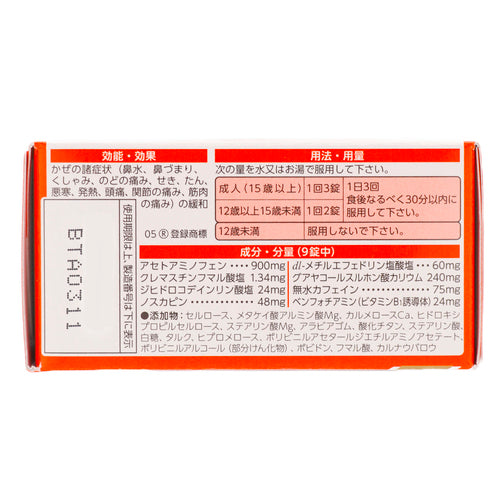 効能・効果
かぜの諸症状（鼻水、鼻づまり、
くしゃみ、のどの痛み、せき、たん、
悪寒、発熱、頭痛、関節の痛み、筋肉
の痛み）の緩和
05 ® 登録商標
使用期限は上、製造番号は下に表示
BTA0311
用法・用量
次の量を水又はお湯で服用して下さい。
成人（15歳以上） 1回3錠 1日3回
食後なるべく30分以内に
服用して下さい。
12歳以上15歳未満 1回2錠
12歳未満 服用しないで下さい。
成分・分量（9錠中）
アセトアミノフェン・・・・900mg
クレマスチンフマル酸塩・1.34mg
ジヒドロコデインリン酸塩・24mg
ノスカピン・・・・・・・・・・48mg
dl-メチルエフェドリン塩酸塩・・・60mg
グアヤコールスルホン酸カリウム・240mg
無水カフェイン・・・・・・・・・・75mg
ベンフォチアミン（ビタミンB₁誘導体）24mg
●添加物：セルロース、メタケイ酸アルミン酸Mg、カルメロースCa、ヒドロキシ
プロピルセルロース、ステアリン酸Mg、アラビアゴム、酸化チタン、ステアリン酸、
白糖、タルク、ヒプロメロース、ポリビニルアセタールジエチルアミノアセテート、
ポリビニルアルコール（部分けん化物）、ポビドン、フマル酸、カルナウバロウ